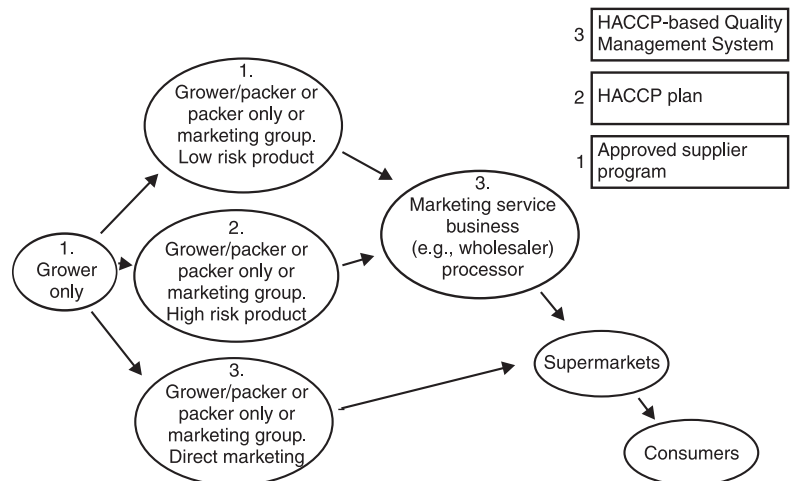 3 HACCP-based Quality
Management System
2 HACCP plan
1 Approved supplier
program
1.
Grower/packer or
packer only or
marketing group.
Low risk product
1.
Grower
only
2.
Grower/packer or
packer only or
marketing group.
High risk product
3.
Grower/packer or
packer only or
marketing group.
Direct marketing
3.
Marketing service
business
(e.g., wholesaler)
processor
Supermarkets
Consumers